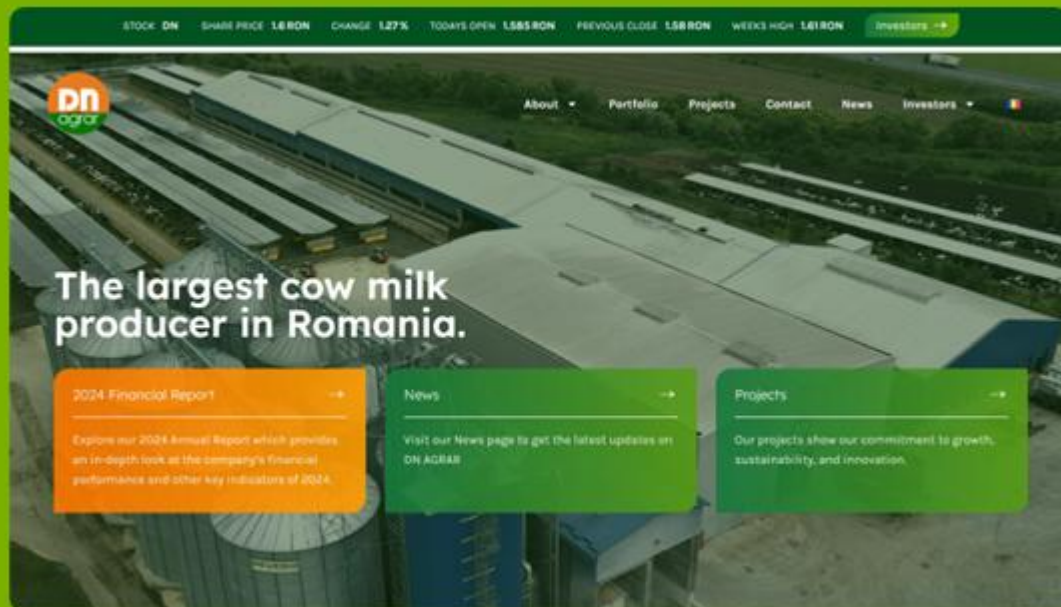 STOCK DN SHARE PRICE 1.6 RON CHANGE 1.27% TODAYS OPEN 1.585 RON PREVIOUS CLOSE 1.58 RON WEEKS HIGH 1.61 RON Investors →
DN
agrar
About Portfolio Projects Contact News Investors
The largest cow milk
producer in Romania.
2024 Financial Report →
Explore our 2024 Annual Report which provides
an in-depth look at the company's financial
performance and other key indicators of 2024.
News →
Visit our News page to get the latest updates on
DN AGRAR
Projects →
Our projects show our commitment to growth,
sustainability, and innovation.